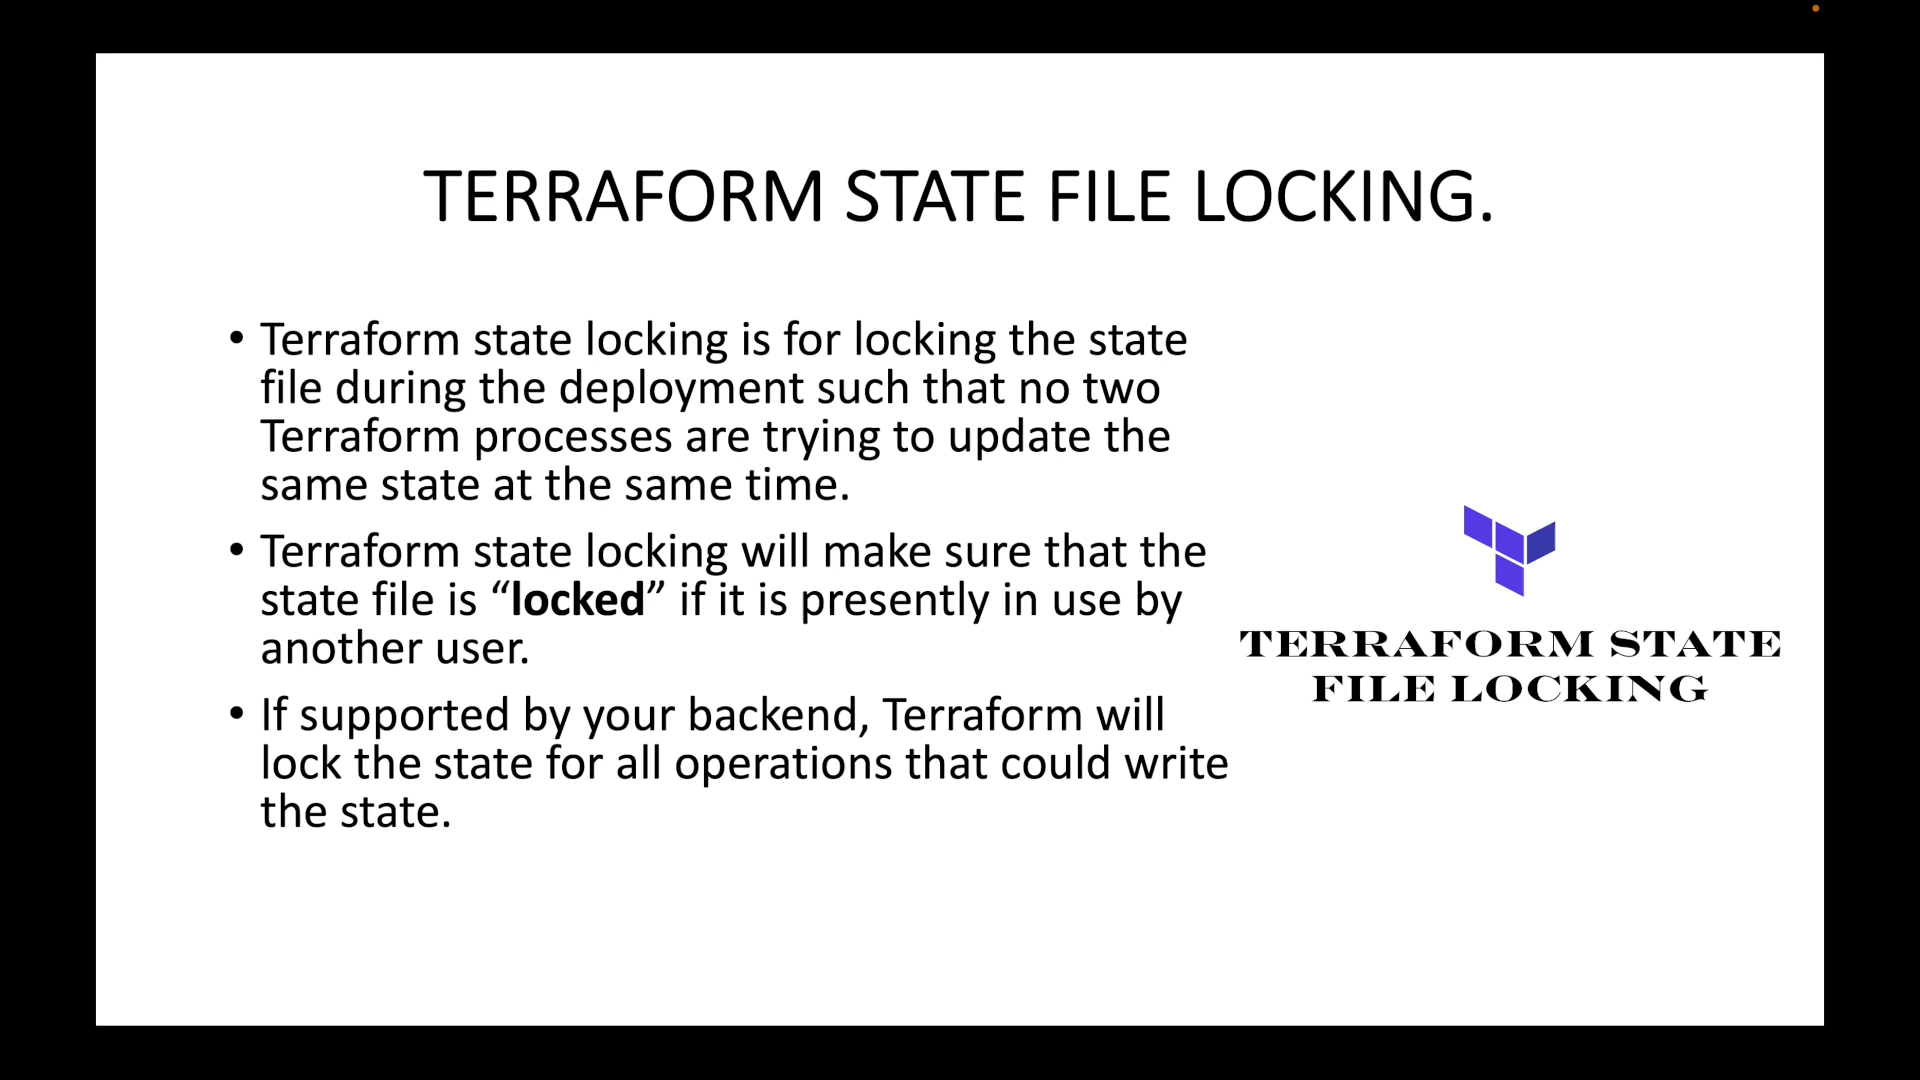 TERRAFORM STATE FILE LOCKING.
• Terraform state locking is for locking the state
file during the deployment such that no two
Terraform processes are trying to update the
same state at the same time.
• Terraform state locking will make sure that the
state file is “locked” if it is presently in use by
another user.
• If supported by your backend, Terraform will
lock the state for all operations that could write
the state.
TERRAFORM STATE
FILE LOCKING